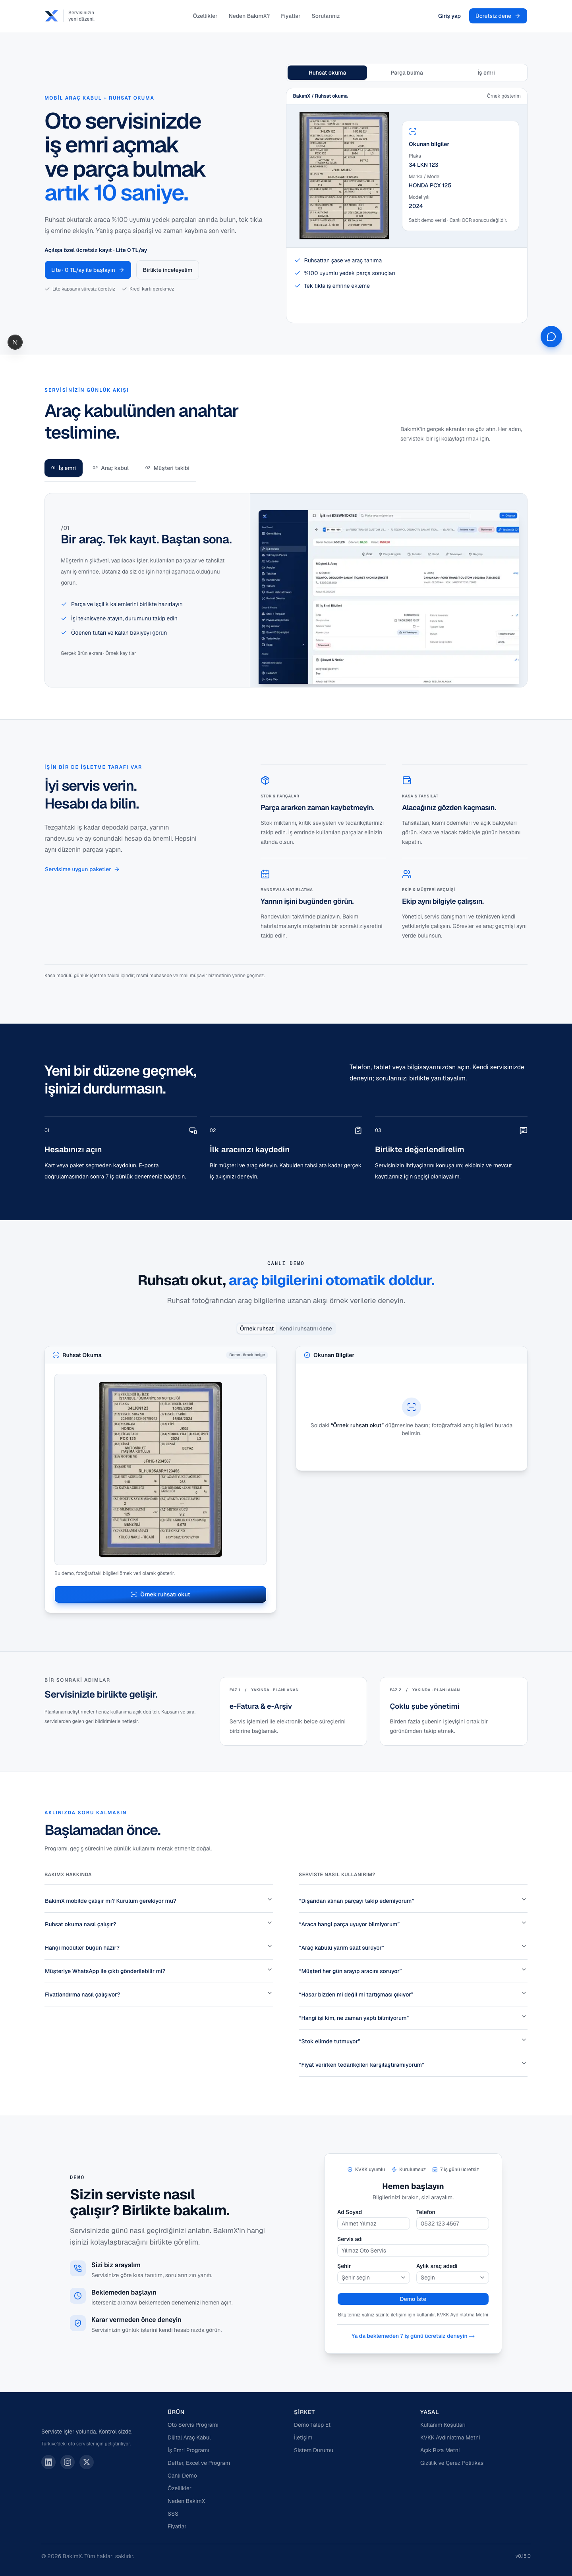 Servisinizin
yeni düzeni.
Özellikler
Neden BakımX?
Fiyatlar
Sorularınız
Giriş yap
Ücretsiz dene →
MOBİL ARAÇ KABUL + RUHSAT OKUMA
Oto servisinizde
iş emri açmak
ve parça bulmak
artık 10 saniye.
Ruhsat okutarak araca %100 uyumlu yedek parçaları anında bulun, tek tıkla
iş emrine ekleyin. Yanlış parça siparişi ve zaman kaybına son verin.
Açılışa özel ücretsiz kayıt · Lite 0 TL/ay
Lite · 0 TL/ay ile başlayın →
Birlikte inceleyelim
Lite kapsamı süresiz ücretsiz
Kredi kartı gerekmez
Ruhsat okuma
Parça bulma
İş emri
BakımX / Ruhsat okuma
Örnek gösterim
Okunan bilgiler
Plaka
34 LKN 123
Marka / Model
HONDA PCX 125
Model yılı
2024
Sabit demo verisi · Canlı OCR sonucu değildir.
Ruhsattan şase ve araç tanıma
%100 uyumlu yedek parça sonuçları
Tek tıkla iş emrine ekleme
SERVİSİNİZİN GÜNLÜK AKIŞI
Araç kabulünden anahtar
teslimine.
BakımX'in gerçek ekranlarına göz atın. Her adım,
servisteki bir işi kolaylaştırmak için.
01 İş emri
02 Araç kabul
03 Müşteri takibi
/01
Bir araç. Tek kayıt. Baştan sona.
Müşterinin şikâyeti, yapılacak işler, kullanılan parçalar ve tahsilat
aynı iş emrinde. Ustanız da siz de işin hangi aşamada olduğunu
görün.
Parça ve işçilik kalemlerini birlikte hazırlayın
İşi teknisyene atayın, durumunu takip edin
Ödenen tutarı ve kalan bakiyeyi görün
Gerçek ürün ekranı · Örnek kayıtlar
İŞİN BİR DE İŞLETME TARAFI VAR
İyi servis verin.
Hesabı da bilin.
Tezgahtaki iş kadar depodaki parça, yarının
randevusu ve ay sonundaki hesap da önemli. Hepsini
aynı düzenin parçası yapın.
Servisime uygun paketler →
STOK & PARÇALAR
Parça ararken zaman kaybetmeyin.
Stok miktarını, kritik seviyeleri ve tedarikçilerinizi
takip edin. İş emrinde kullanılan parçalar elinizin
altında olsun.
KASA & TAHSİLAT
Alacağınız gözden kaçmasın.
Tahsilatları, kısmi ödemeleri ve açık bakiyeleri
görün. Kasa ve alacak takibiyle günün hesabını
kapatın.
RANDEVU & HATIRLATMA
Yarının işini bugünden görün.
Randevuları takvimde planlayın. Bakım
hatırlatmalarıyla müşterinin bir sonraki ziyaretini
takip edin.
EKİP & MÜŞTERİ GEÇMİŞİ
Ekip aynı bilgiyle çalışsın.
Yönetici, servis danışmanı ve teknisyen kendi
yetkileriyle çalışsın. Görevler ve araç geçmişi aynı
yerde bulunsun.
Kasa modülü günlük işletme takibi içindir; resmî muhasebe ve mali müşavir hizmetinin yerine geçmez.
Yeni bir düzene geçmek,
işinizi durdurmasın.
Telefon, tablet veya bilgisayarınızdan açın. Kendi servisinizde
deneyin; sorularınızı birlikte yanıtlayalım.
01
Hesabınızı açın
Kart veya paket seçmeden kaydolun. E-posta
doğrulamasından sonra 7 iş günlük denemeniz başlasın.
02
İlk aracınızı kaydedin
Bir müşteri ve araç ekleyin. Kabulden tahsilata kadar gerçek
iş akışınızı deneyin.
03
Birlikte değerlendirelim
Servisinizin ihtiyaçlarını konuşalım; ekibiniz ve mevcut
kayıtlarınız için geçişi planlayalım.
CANLI DEMO
Ruhsatı okut, araç bilgilerini otomatik doldur.
Ruhsat fotoğrafından araç bilgilerine uzanan akışı örnek verilerle deneyin.
Örnek ruhsat
Kendi ruhsatını dene
Ruhsat Okuma
Demo · örnek belge
Bu demo, fotoğraftaki bilgileri örnek veri olarak gösterir.
Örnek ruhsatı okut
Okunan Bilgiler
Soldaki "Örnek ruhsatı okut" düğmesine basın; fotoğraftaki araç bilgileri burada
belirsin.
BİR SONRAKİ ADIMLAR
Servisinizle birlikte gelişir.
Planlanan geliştirmeler henüz kullanıma açık değildir. Kapsam ve sıra,
servislerden gelen geri bildirimlerle netleşir.
FAZ 1 / YAKINDA · PLANLANAN
e-Fatura & e-Arşiv
Servis işlemleri ile elektronik belge süreçlerini
birbirine bağlamak.
FAZ 2 / YAKINDA · PLANLANAN
Çoklu şube yönetimi
Birden fazla şubenin işleyişini ortak bir
görünümden takip etmek.
AKLINIZDA SORU KALMASIN
Başlamadan önce.
Programı, geçiş sürecini ve günlük kullanımı merak etmeniz doğal.
BAKIMX HAKKINDA
BakımX mobilde çalışır mı? Kurulum gerekiyor mu?
Ruhsat okuma nasıl çalışır?
Hangi modüller bugün hazır?
Müşteriye WhatsApp ile çıktı gönderilebilir mi?
Fiyatlandırma nasıl çalışıyor?
SERVİSTE NASIL KULLANIRIM?
"Dışarıdan alınan parçayı takip edemiyorum"
"Araca hangi parça uyuyor bilmiyorum"
"Araç kabulü yarım saat sürüyor"
"Müşteri her gün arayıp aracını soruyor"
"Hasar bizden mi değil mi tartışması çıkıyor"
"Hangi işi kim, ne zaman yaptı bilmiyorum"
"Stok elimde tutmuyor"
"Fiyat verirken tedarikçileri karşılaştıramıyorum"
DEMO
Sizin serviste nasıl
çalışır? Birlikte bakalım.
Servisinizde günü nasıl geçirdiğinizi anlatın. BakımX'in hangi
işinizi kolaylaştıracağını birlikte görelim.
Sizi biz arayalım
Servisinize göre kısa tanıtım, sorularınızın yanıtı.
Beklemeden başlayın
İsterseniz aramayı beklemeden denemenizi hemen açın.
Karar vermeden önce deneyin
Servisinizin günlük işlerini kendi hesabınızda görün.
KVKK uyumlu
Kurulumsuz
7 iş günü ücretsiz
Hemen başlayın
Bilgilerinizi bırakın, sizi arayalım.
Ad Soyad
Telefon
Ahmet Yılmaz
0532 123 4567
Servis adı
Yılmaz Oto Servis
Şehir
Aylık araç adedi
Şehir seçin
Seçin
Demo İste
Bilgileriniz yalnız sizinle iletişim için kullanılır. KVKK Aydınlatma Metni
Ya da beklemeden 7 iş günü ücretsiz deneyin →
Serviste işler yolunda. Kontrol sizde.
Türkiye'deki oto servisler için geliştiriliyor.
ÜRÜN
Oto Servis Programı
Dijital Araç Kabul
İş Emri Programı
Defter, Excel ve Program
Canlı Demo
Özellikler
Neden BakımX
SSS
Fiyatlar
ŞİRKET
Demo Talep Et
İletişim
Sistem Durumu
YASAL
Kullanım Koşulları
KVKK Aydınlatma Metni
Açık Rıza Metni
Gizlilik ve Çerez Politikası
© 2026 BakımX. Tüm hakları saklıdır.
v0.15.0